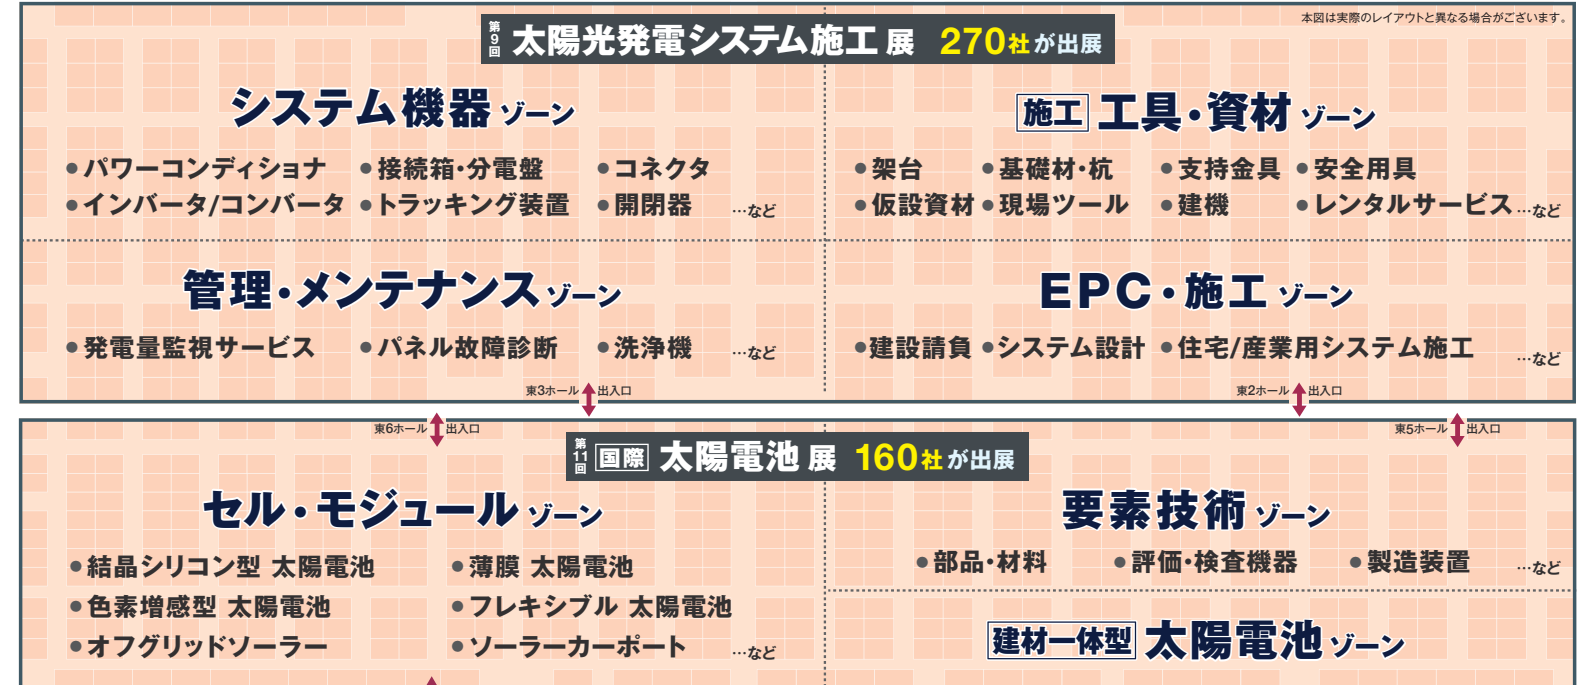 本図は実際のレイアウトと異なる場合がございます。
第9回 太陽光発電システム施工 展 270社が出展
システム機器 ゾーン
●パワーコンディショナ ●接続箱・分電盤 ●コネクタ
●インバータ/コンバータ ●トラッキング装置 ●開閉器 …など
施工 工具・資材 ゾーン
●架台 ●基礎材・杭 ●支持金具 ●安全用具
●仮設資材 ●現場ツール ●建機 ●レンタルサービス …など
管理・メンテナンス ゾーン
●発電量監視サービス ●パネル故障診断 ●洗浄機 …など
EPC・施工 ゾーン
●建設請負 ●システム設計 ●住宅/産業用システム施工 …など
東3ホール 出入口
東2ホール 出入口
東6ホール 出入口
東5ホール 出入口
第11回 国際 太陽電池 展 160社が出展
セル・モジュール ゾーン
●結晶シリコン型 太陽電池 ●薄膜 太陽電池
●色素増感型 太陽電池 ●フレキシブル 太陽電池
●オフグリッドソーラー ●ソーラーカーポート …など
要素技術 ゾーン
●部品・材料 ●評価・検査機器 ●製造装置 …など
建材一体型 太陽電池 ゾーン